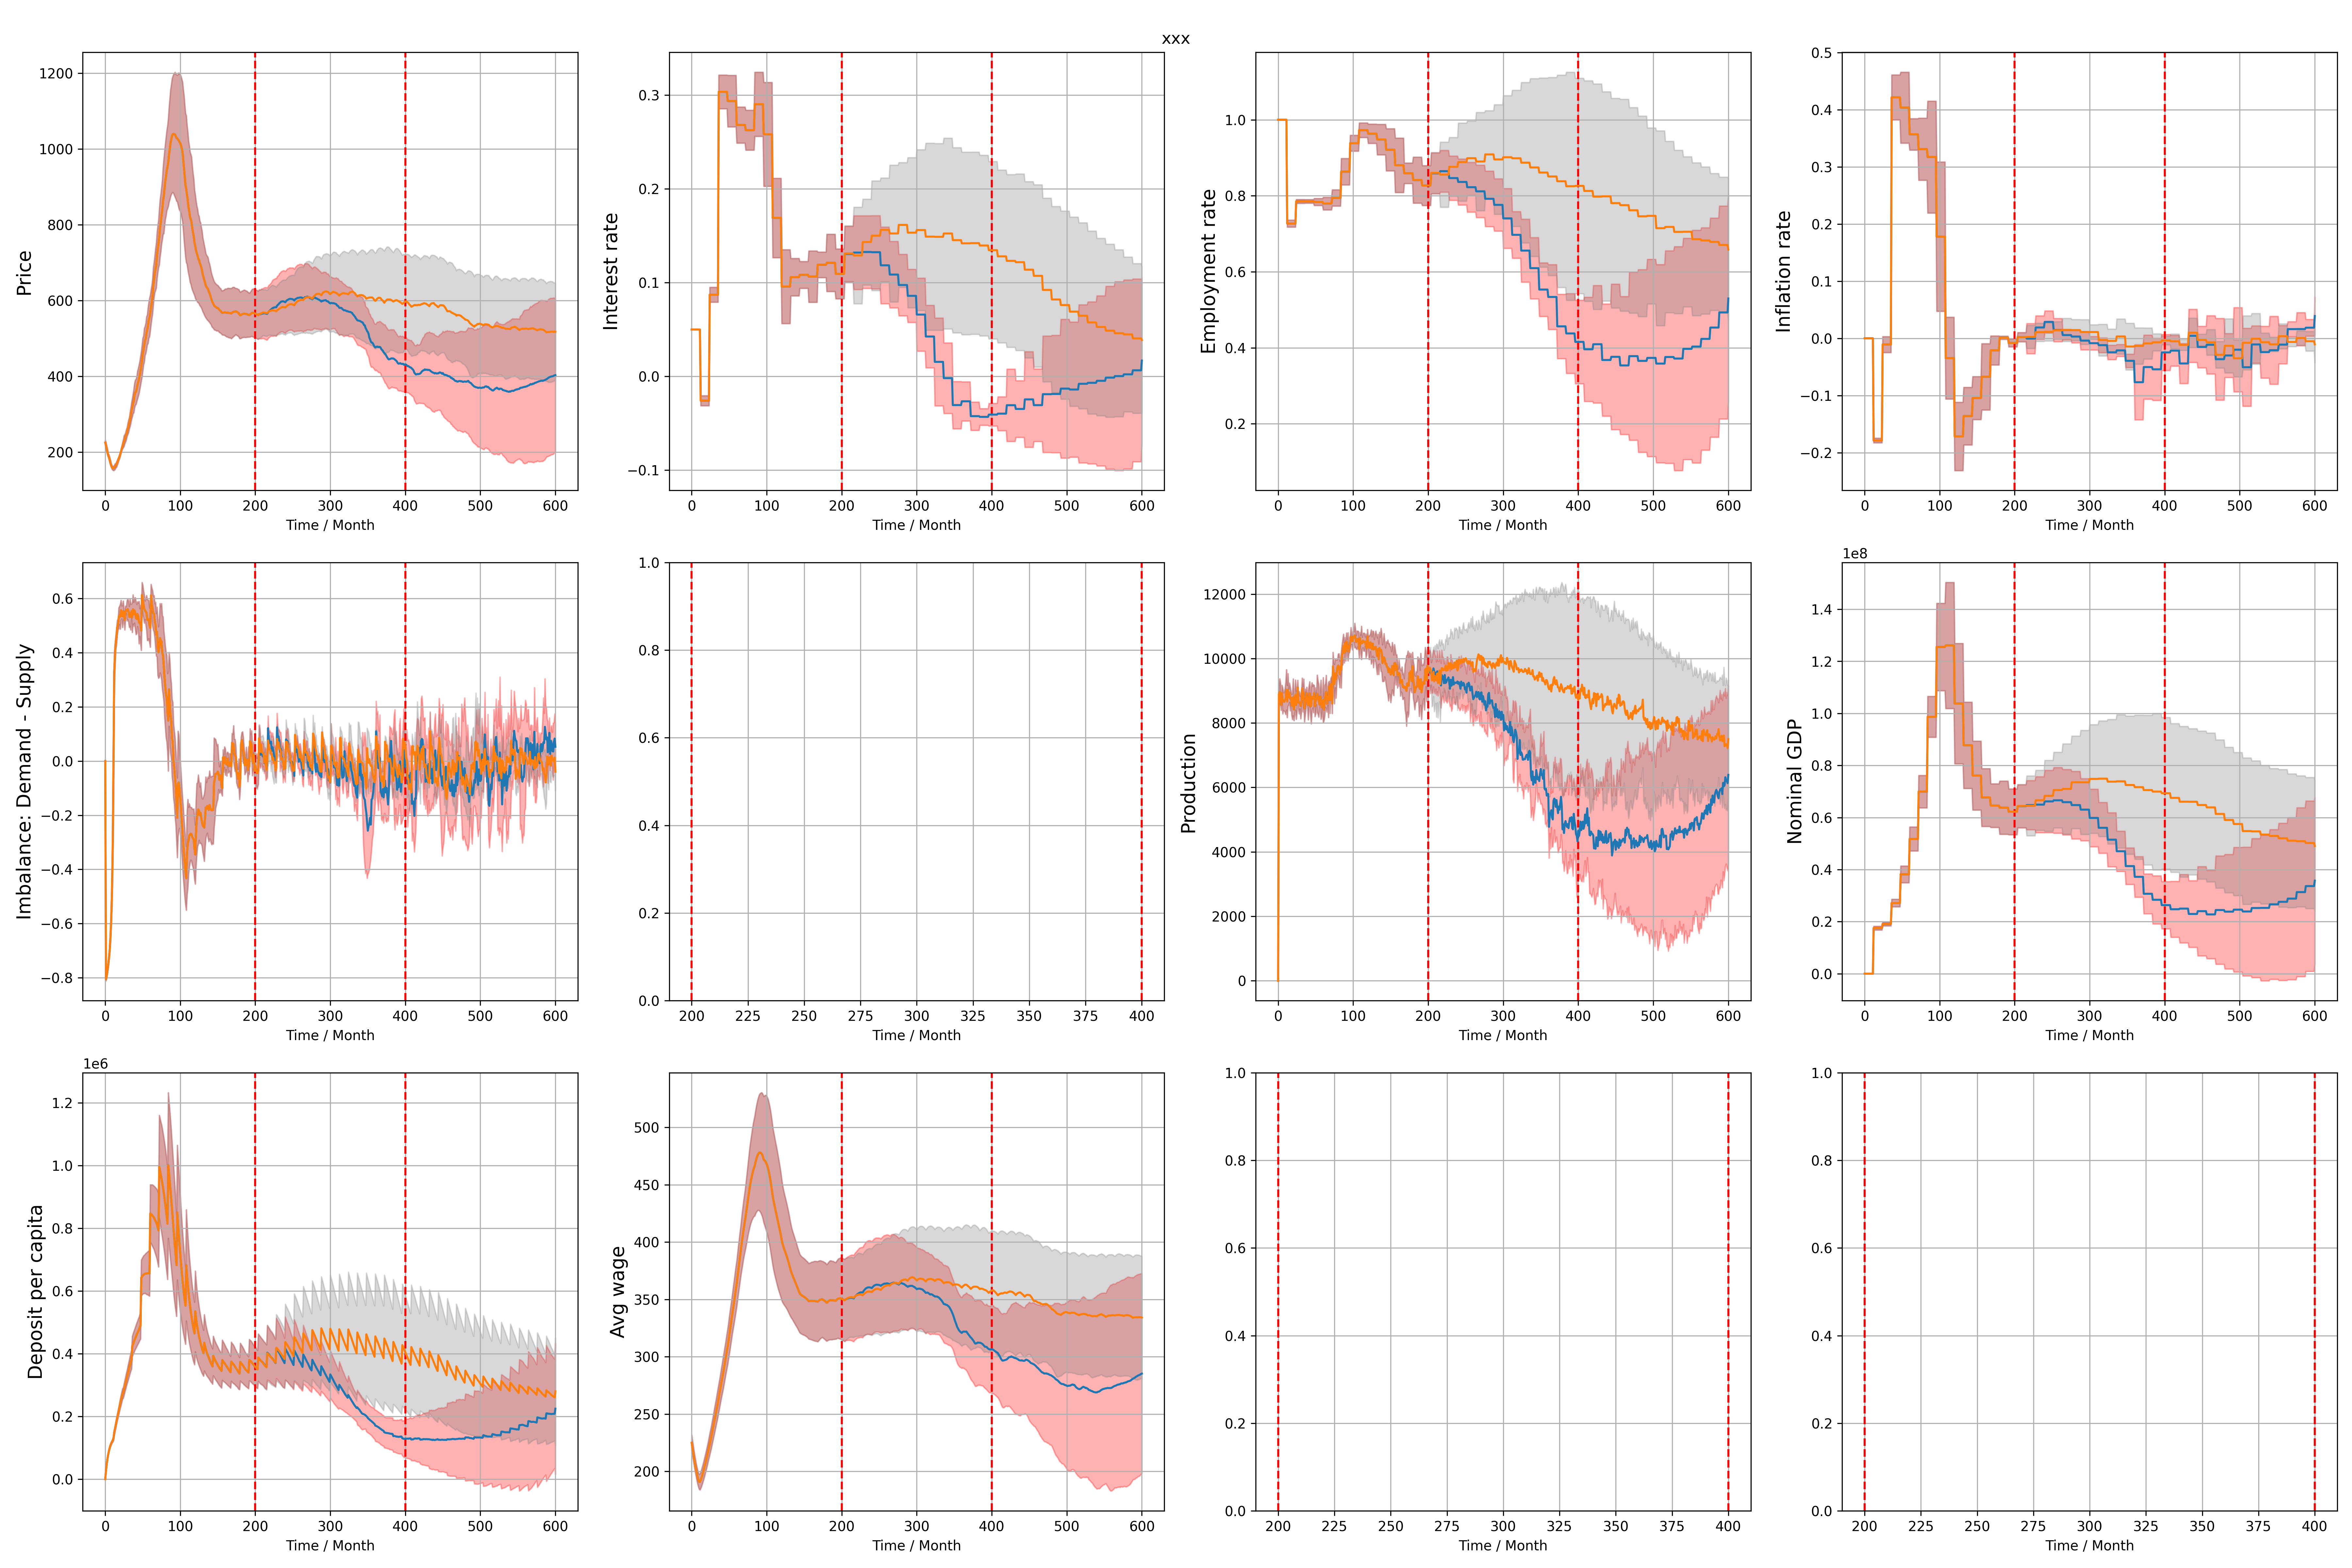 xxx
Price
1200
1000
800
600
400
200
0 100 200 300 400 500 600
Time / Month
Interest rate
0.3
0.2
0.1
0.0
−0.1
0 100 200 300 400 500 600
Time / Month
Employment rate
1.0
0.8
0.6
0.4
0.2
0 100 200 300 400 500 600
Time / Month
Inflation rate
0.5
0.4
0.3
0.2
0.1
0.0
−0.1
−0.2
0 100 200 300 400 500 600
Time / Month
Imbalance: Demand - Supply
0.6
0.4
0.2
0.0
−0.2
−0.4
−0.6
−0.8
0 100 200 300 400 500 600
Time / Month
1.0
0.8
0.6
0.4
0.2
0.0
200 225 250 275 300 325 350 375 400
Time / Month
Production
12000
10000
8000
6000
4000
2000
0
0 100 200 300 400 500 600
Time / Month
1e8
Nominal GDP
1.4
1.2
1.0
0.8
0.6
0.4
0.2
0.0
0 100 200 300 400 500 600
Time / Month
1e6
Deposit per capita
1.2
1.0
0.8
0.6
0.4
0.2
0.0
0 100 200 300 400 500 600
Time / Month
Avg wage
500
450
400
350
300
250
200
0 100 200 300 400 500 600
Time / Month
1.0
0.8
0.6
0.4
0.2
0.0
200 225 250 275 300 325 350 375 400
Time / Month
1.0
0.8
0.6
0.4
0.2
0.0
200 225 250 275 300 325 350 375 400
Time / Month